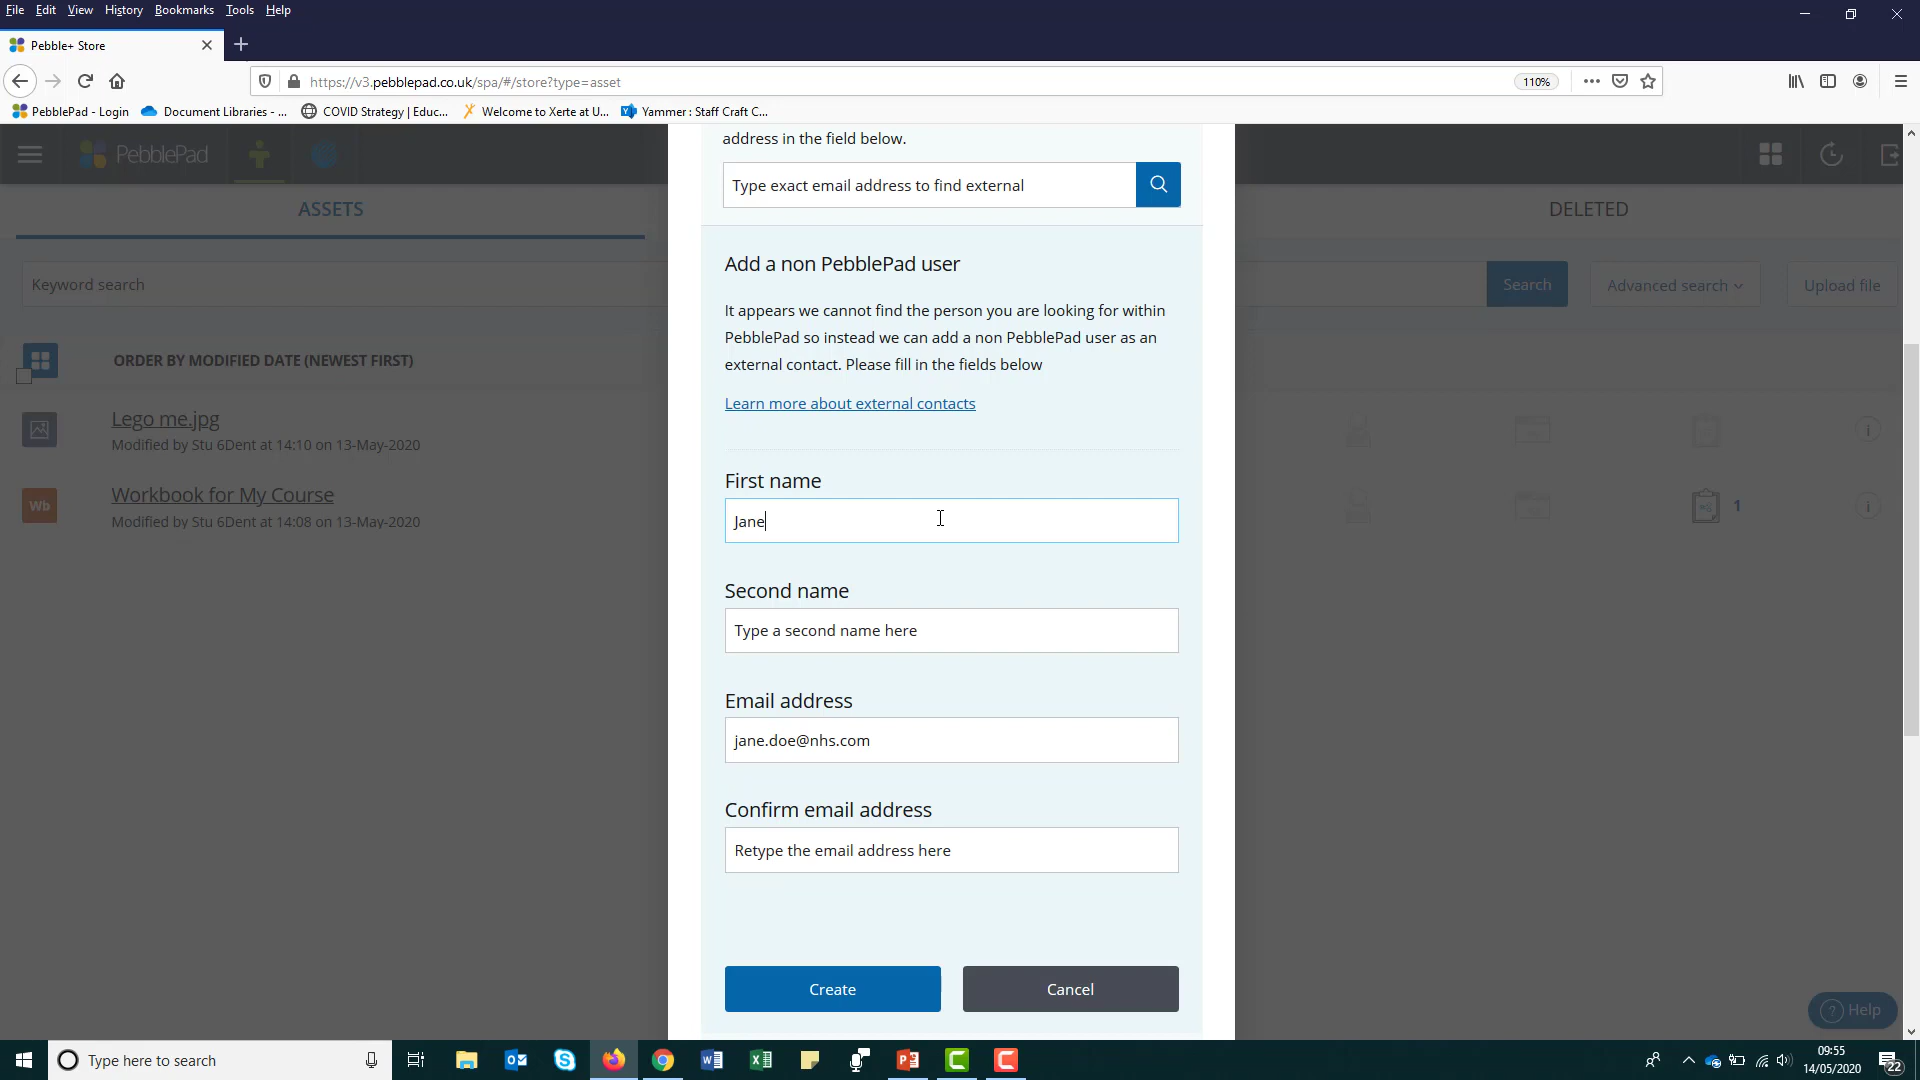 File Edit View History Bookmarks Tools Help
Pebble+ Store
https://v3.pebblepad.co.uk/spa/#/store?type=asset
110%
PebblePad - Login
Document Libraries - ...
COVID Strategy | Educ...
Welcome to Xerte at U...
Yammer : Staff Craft C...
PebblePad
ASSETS
DELETED
Keyword search
Search
Advanced search
Upload file
ORDER BY MODIFIED DATE (NEWEST FIRST)
Lego me.jpg
Modified by Stu 6Dent at 14:10 on 13-May-2020
Wb
Workbook for My Course
Modified by Stu 6Dent at 14:08 on 13-May-2020
1
address in the field below.
Type exact email address to find external
Add a non PebblePad user
It appears we cannot find the person you are looking for within
PebblePad so instead we can add a non PebblePad user as an
external contact. Please fill in the fields below
Learn more about external contacts
First name
Jane
Second name
Type a second name here
Email address
jane.doe@nhs.com
Confirm email address
Retype the email address here
Create
Cancel
? Help
Type here to search
09:55
14/05/2020
22